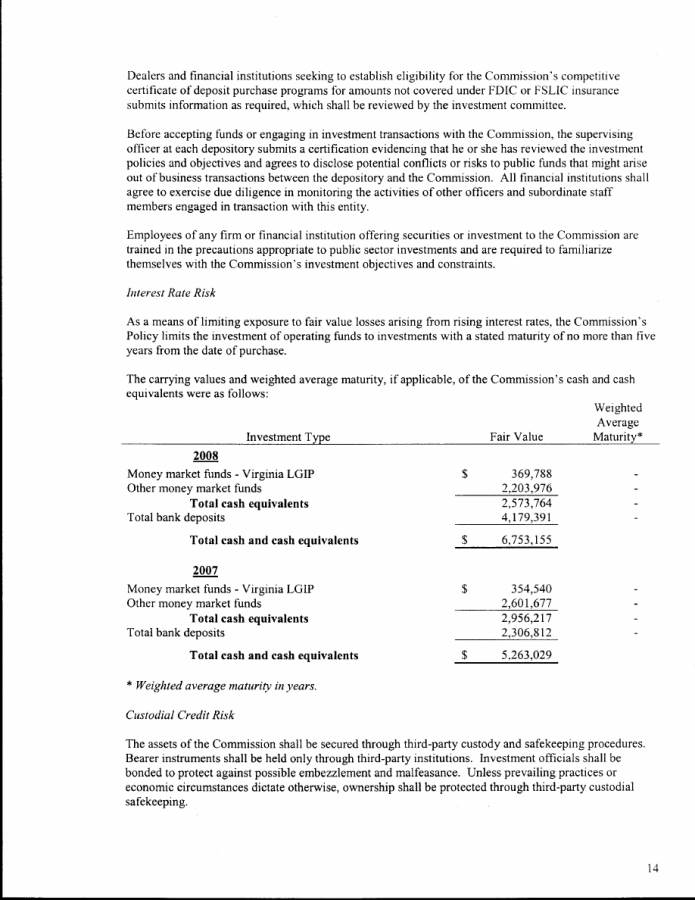 Dealers and financial institutions seeking to establish eligibility for the Commission's competitive
certificate of deposit purchase programs for amounts not covered under FDIC or FSLIC insurance
submits information as required, which shall be reviewed by the investment committee.
Before accepting funds or engaging in investment transactions with the Commission, the supervising
officer at each depository submits a certification evidencing that he or she has reviewed the investment
policies and objectives and agrees to disclose potential conflicts or risks to public funds that might arise
out of business transactions between the depository and the Commission. All financial institutions shall
agree to exercise due diligence in monitoring the activities of other officers and subordinate staff
members engaged in transaction with this entity.
Employees of any firm or financial institution offering securities or investment to the Commission are
trained in the precautions appropriate to public sector investments and are required to familiarize
themselves with the Commission's investment objectives and constraints.
Interest Rate Risk
As a means of limiting exposure to fair value losses arising from rising interest rates, the Commission's
Policy limits the investment of operating funds to investments with a stated maturity of no more than five
years from the date of purchase.
The carrying values and weighted average maturity, if applicable, of the Commission's cash and cash
equivalents were as follows:
Weighted
Average
Investment Type Fair Value Maturity*
2008
Money market funds - Virginia LGIP $ 369,788 -
Other money market funds 2,203,976 -
Total cash equivalents 2,573,764 -
Total bank deposits 4,179,391 -
Total cash and cash equivalents $ 6,753,155
2007
Money market funds - Virginia LGIP $ 354,540 -
Other money market funds 2,601,677 -
Total cash equivalents 2,956,217 -
Total bank deposits 2,306,812 -
Total cash and cash equivalents $ 5,263,029
* Weighted average maturity in years.
Custodial Credit Risk
The assets of the Commission shall be secured through third-party custody and safekeeping procedures.
Bearer instruments shall be held only through third-party institutions. Investment officials shall be
bonded to protect against possible embezzlement and malfeasance. Unless prevailing practices or
economic circumstances dictate otherwise, ownership shall be protected through third-party custodial
safekeeping.
14